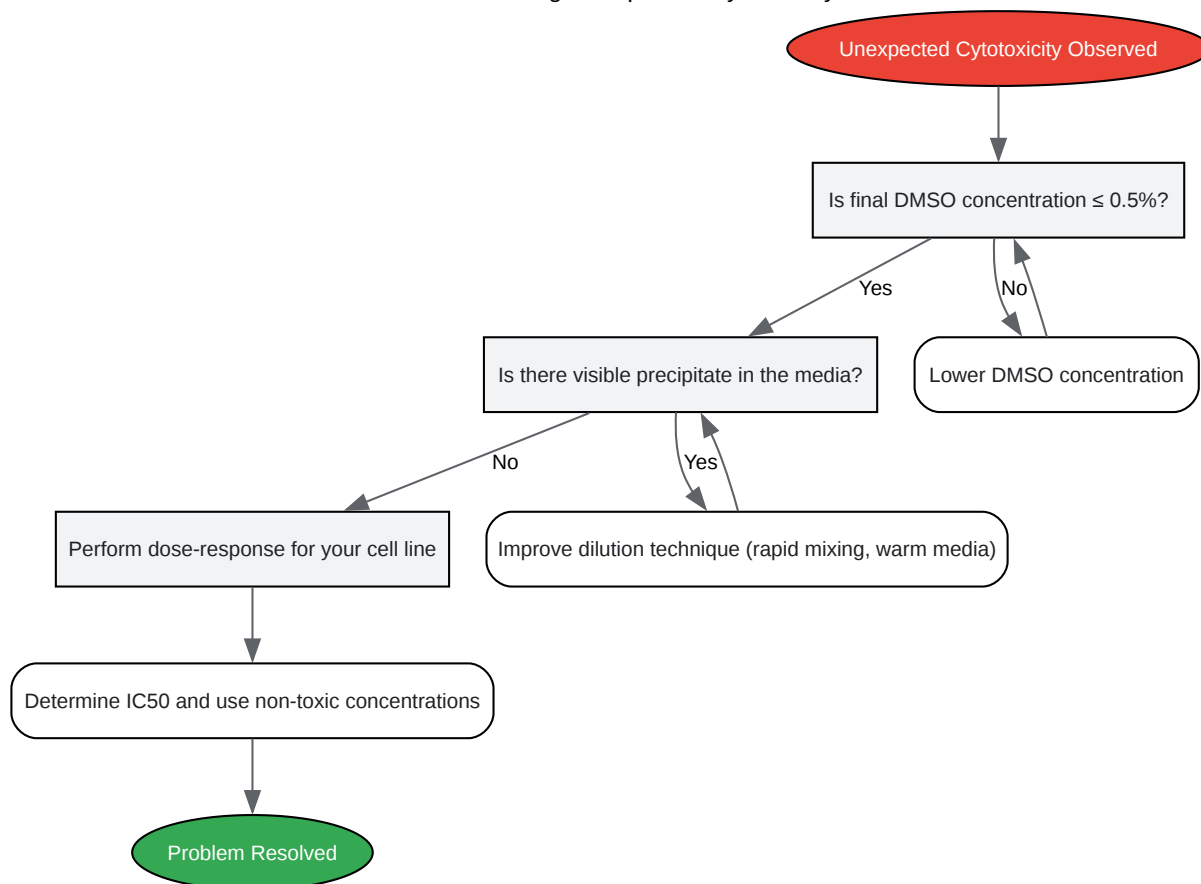 Unexpected Cytotoxicity Observed
Is final DMSO concentration ≤ 0.5%?
Yes
No
Is there visible precipitate in the media?
Lower DMSO concentration
No
Yes
Perform dose-response for your cell line
Improve dilution technique (rapid mixing, warm media)
Determine IC50 and use non-toxic concentrations
Problem Resolved